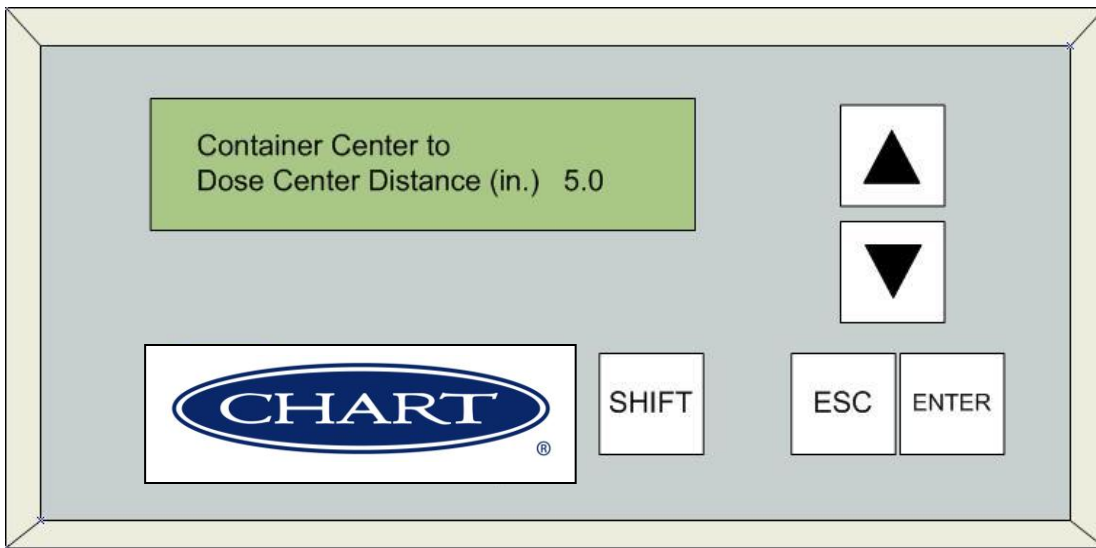 Container Center to
Dose Center Distance (in.) 5.0
CHART
®
SHIFT
ESC
ENTER